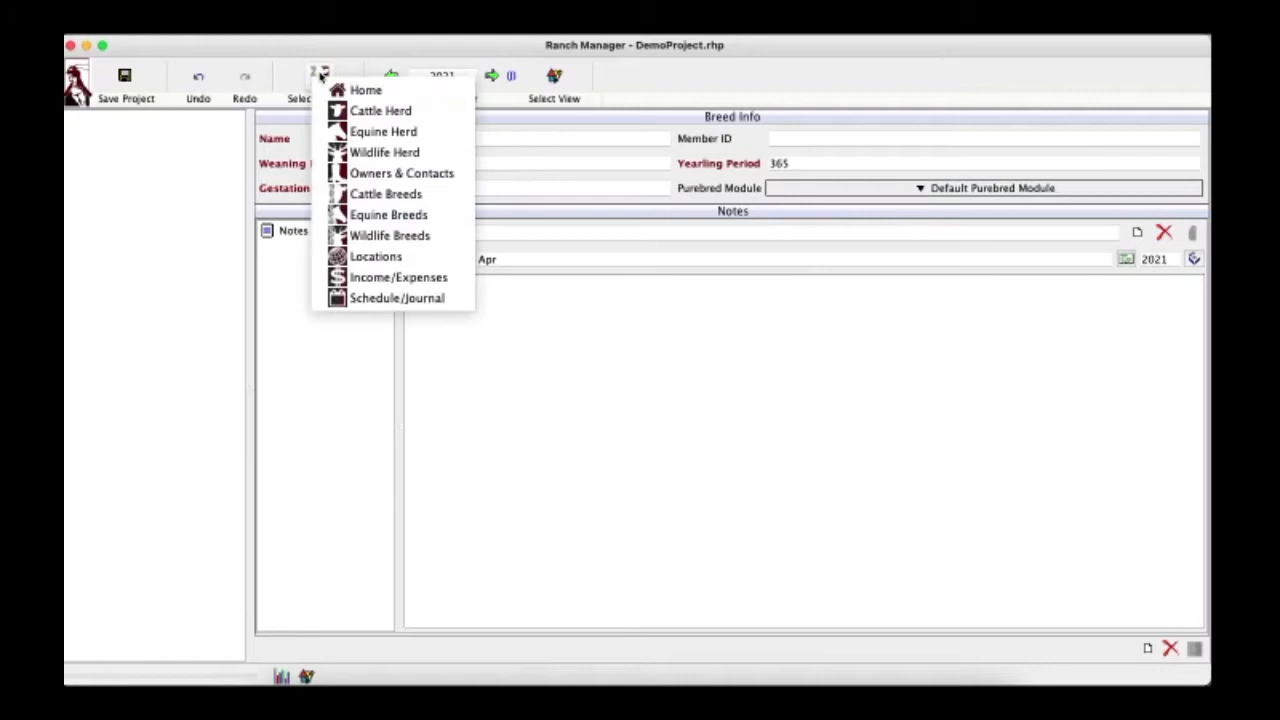 Ranch Manager - DemoProject.rhp
2021
Save Project
Undo
Redo
Select View
Home
Cattle Herd
Equine Herd
Wildlife Herd
Owners & Contacts
Cattle Breeds
Equine Breeds
Wildlife Breeds
Locations
Income/Expenses
Schedule/Journal
Breed Info
Name
Member ID
Weaning
Yearling Period 365
Gestation
Purebred Module
Default Purebred Module
Notes
Notes
Apr
2021